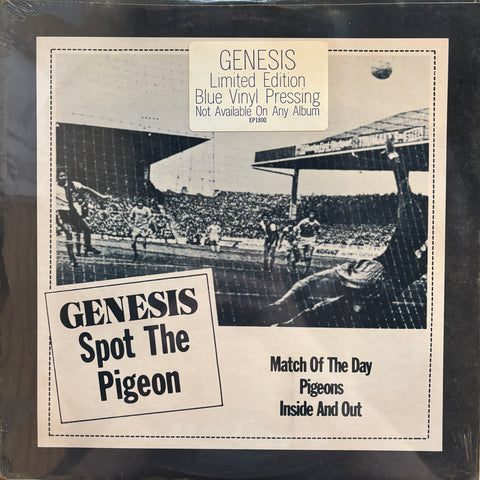 GENESIS
Limited Edition
Blue Vinyl Pressing
Not Available On Any Album
EP1800
GENESIS
Spot The
Pigeon
Match Of The Day
Pigeons
Inside And Out